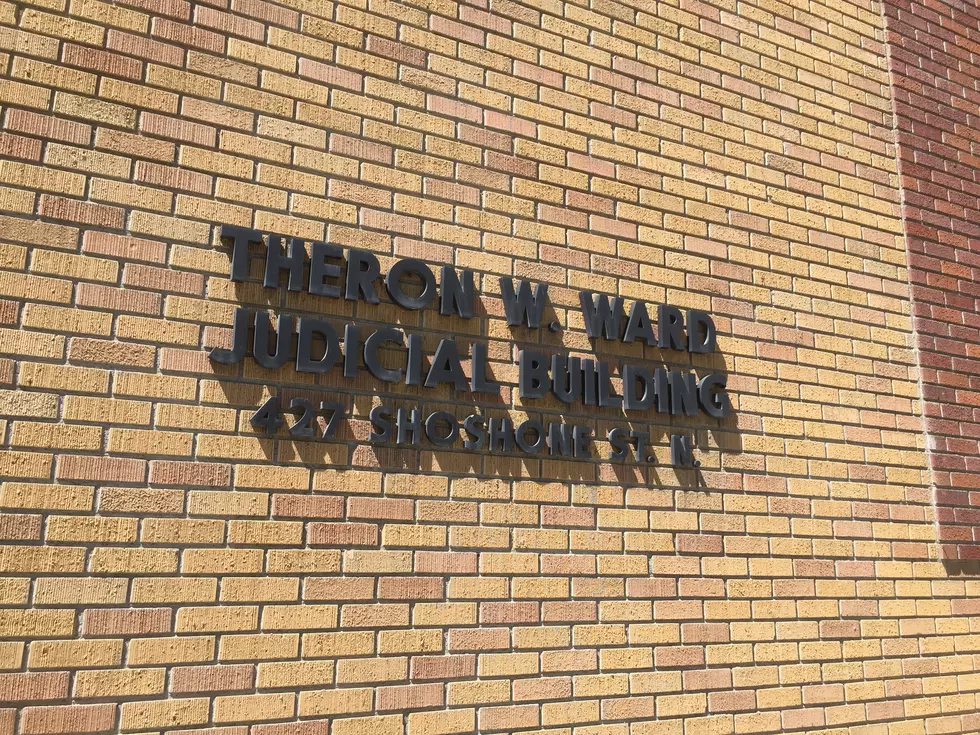 THERON W. WARD
JUDICIAL BUILDING
427 SHOSHONE ST. N.